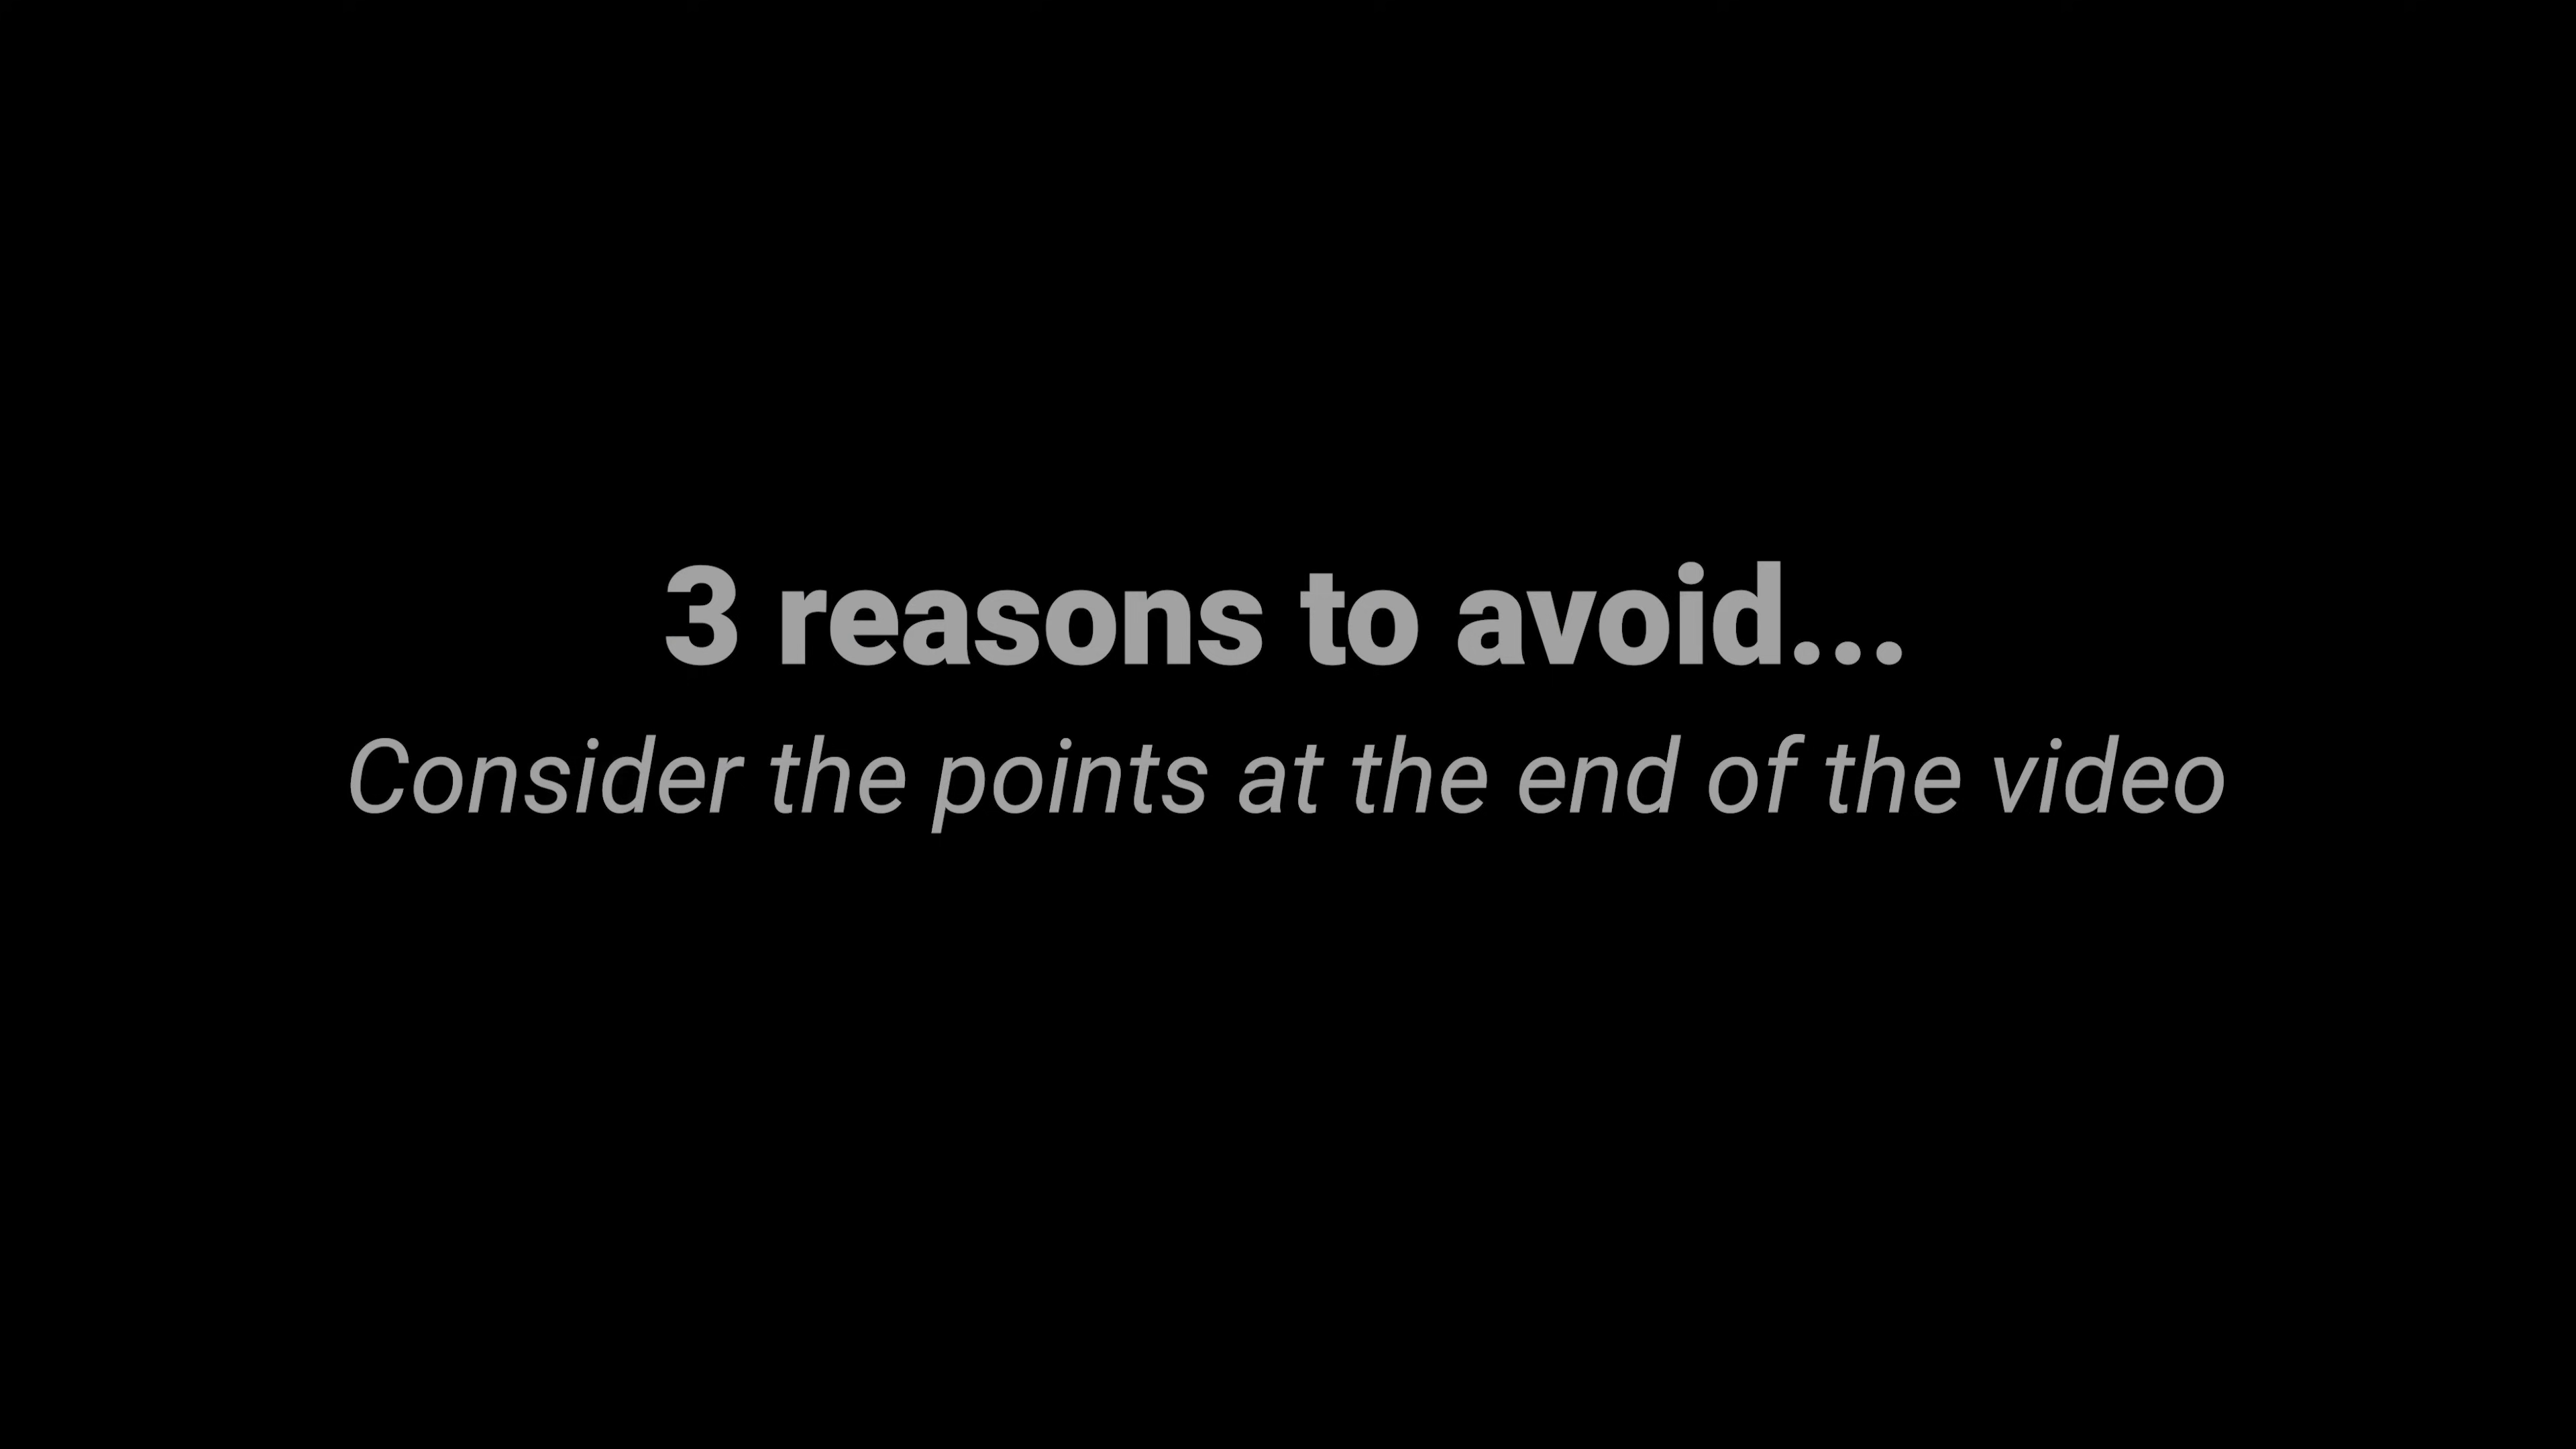 3 reasons to avoid...
Consider the points at the end of the video